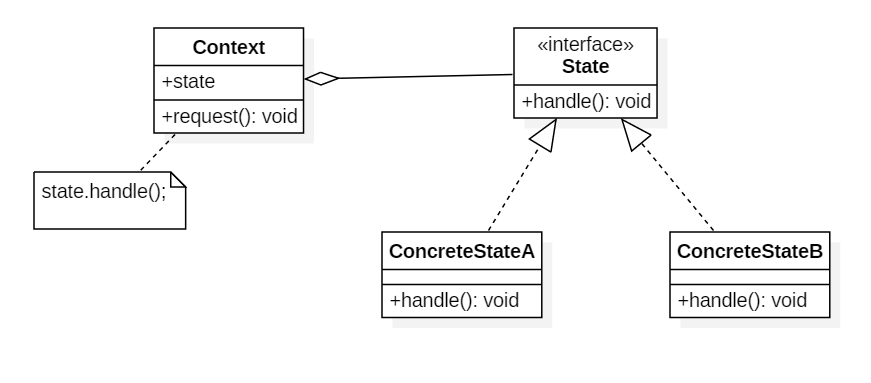 Context
+state
+request(): void
state.handle();
«interface»
State
+handle(): void
ConcreteStateA
+handle(): void
ConcreteStateB
+handle(): void